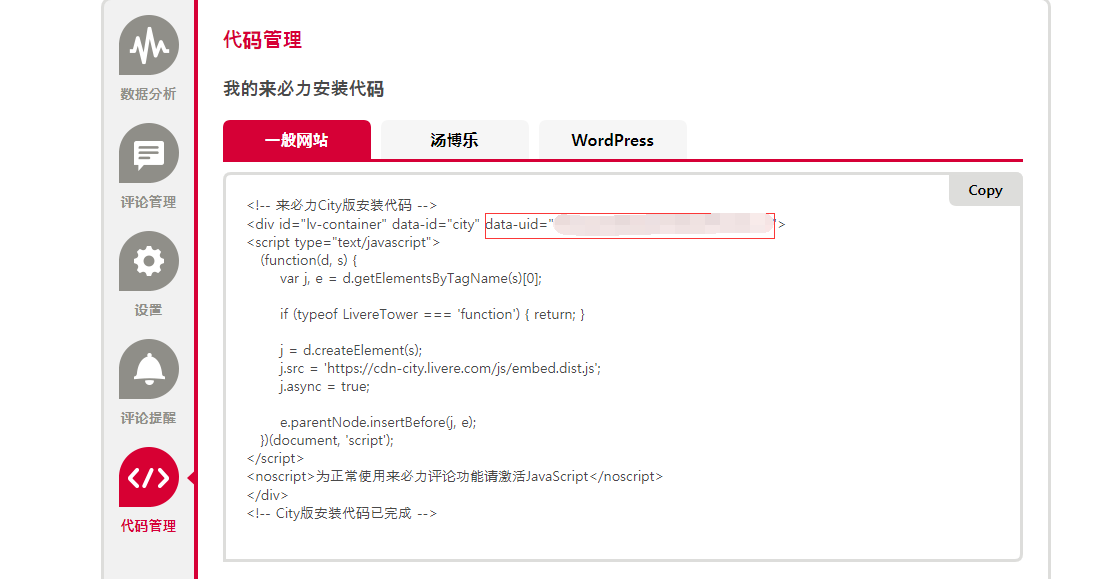 数据分析
评论管理
设置
评论提醒
代码管理
代码管理
我的来必力安装代码
一般网站 汤博乐 WordPress
Copy
<!-- 来必力City版安装代码 -->
<div id="lv-container" data-id="city" data-uid=" ">
<script type="text/javascript">
(function(d, s) {
var j, e = d.getElementsByTagName(s)[0];
if (typeof LivereTower === 'function') { return; }
j = d.createElement(s);
j.src = 'https://cdn-city.livere.com/js/embed.dist.js';
j.async = true;
e.parentNode.insertBefore(j, e);
})(document, 'script');
</script>
<noscript>为正常使用来必力评论功能请激活JavaScript</noscript>
</div>
<!-- City版安装代码已完成 -->